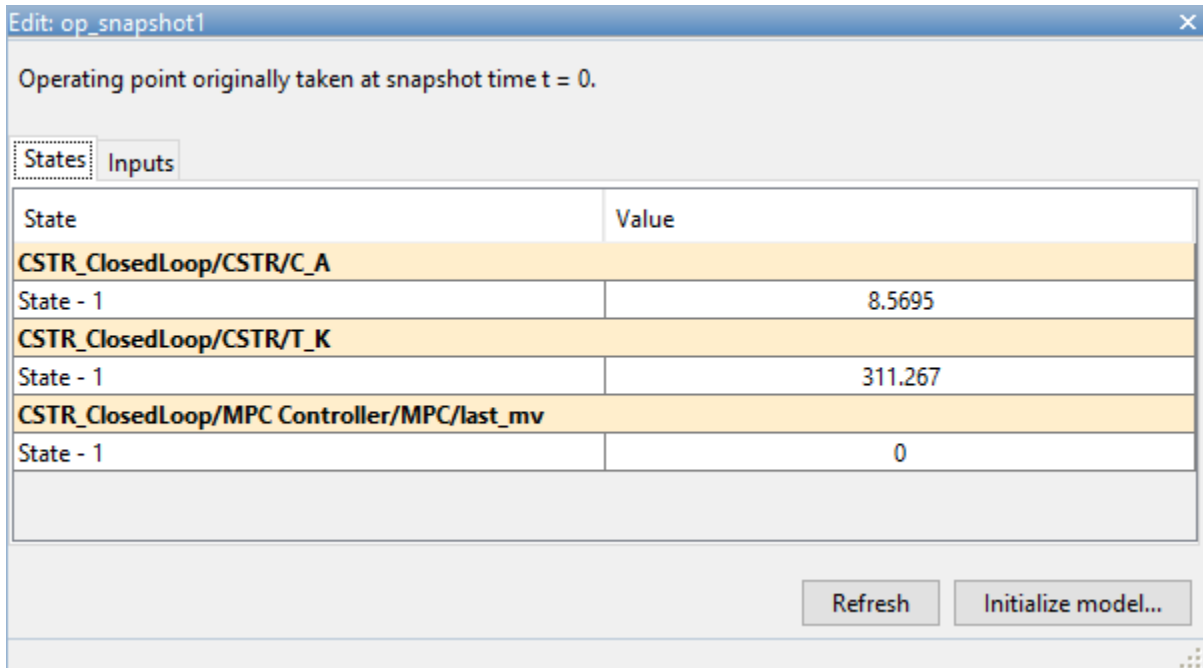 Edit: op_snapshot1
Operating point originally taken at snapshot time t = 0.
States Inputs
State Value
CSTR_ClosedLoop/CSTR/C_A
State - 1 8.5695
CSTR_ClosedLoop/CSTR/T_K
State - 1 311.267
CSTR_ClosedLoop/MPC Controller/MPC/last_mv
State - 1 0
Refresh Initialize model...